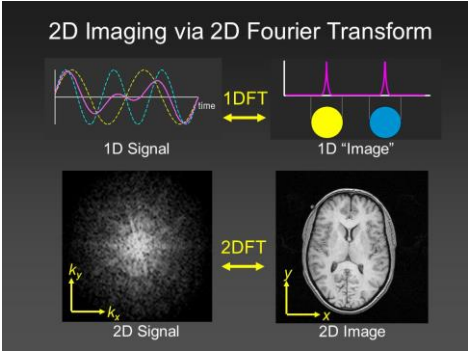 2D Imaging via 2D Fourier Transform
time
1DFT
1D Signal
1D “Image”
2DFT
ky
kx
y
x
2D Signal
2D Image